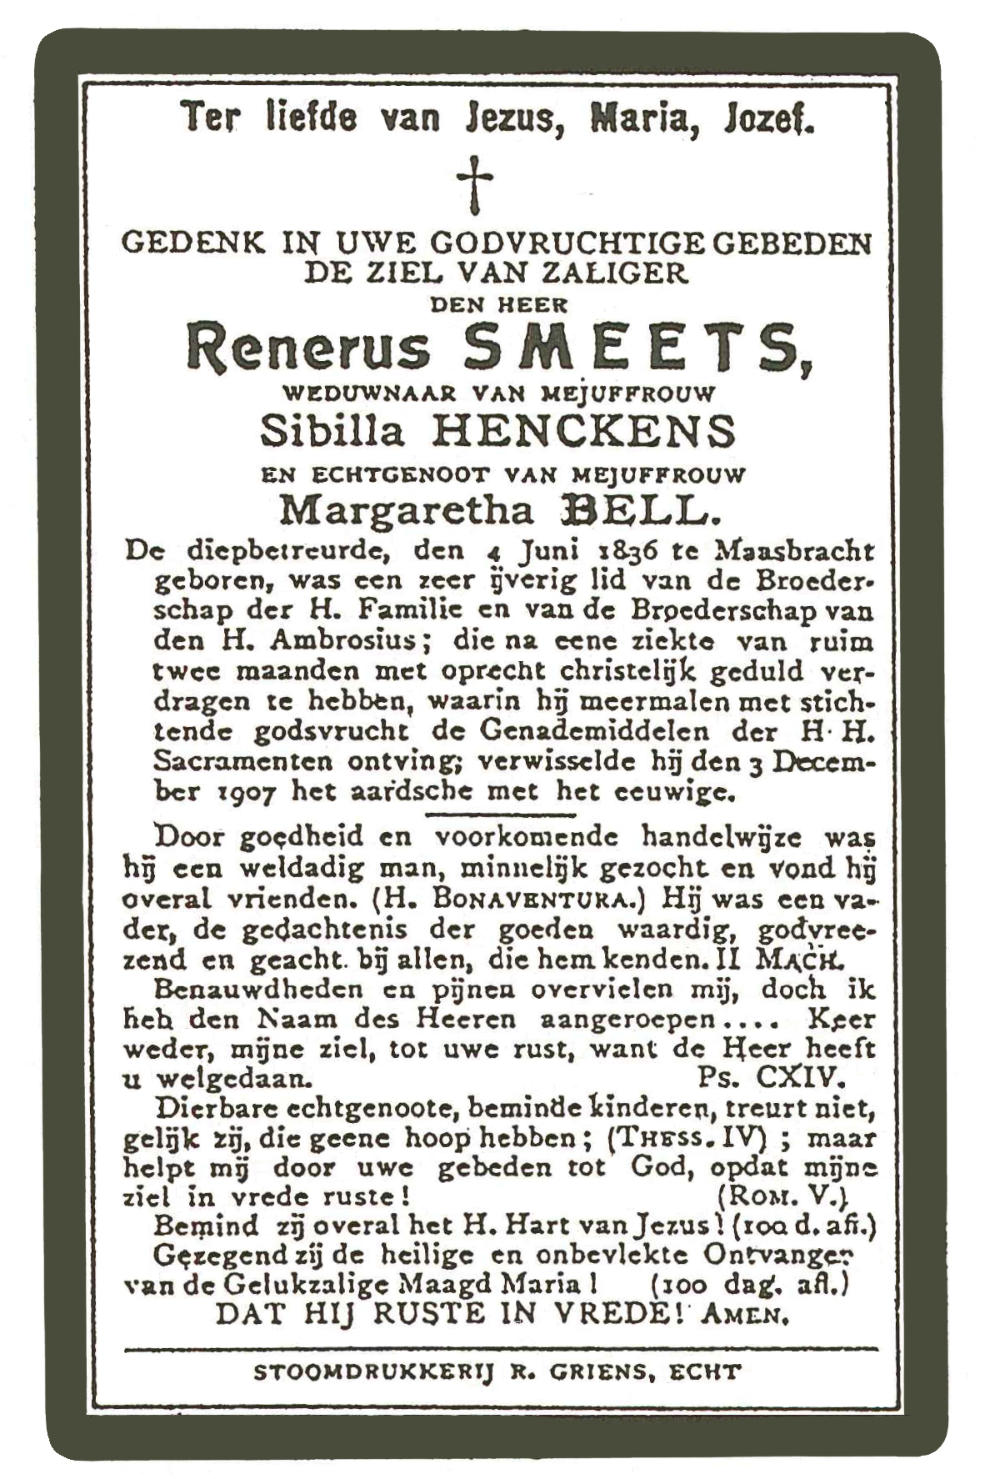 Ter liefde van Jezus, Maria, Jozef.
GEDENK IN UWE GODVRUCHTIGE GEBEDEN
DE ZIEL VAN ZALIGER
DEN HEER
Renerus SMEETS,
WEDUWNAAR VAN MEJUFFROUW
Sibilla HENCKENS
EN ECHTGENOOT VAN MEJUFFROUW
Margaretha BELL.
De diepbetreurde, den 4 Juni 1836 te Maasbracht
geboren, was een zeer ijverig lid van de Broeder-
schap der H. Familie en van de Broederschap van
den H. Ambrosius; die na eene ziekte van ruim
twee maanden met oprecht christelijk geduld ver-
dragen te hebben, waarin hij meermalen met stich-
tende godsvrucht de Genademiddelen der H. H.
Sacramenten ontving; verwisselde hij den 3 Decem-
ber 1907 het aardsche met het eeuwige.
Door goedheid en voorkomende handelwijze was
hij een weldadig man, minnelijk gezocht en vond hij
overal vrienden. (H. BONAVENTURA.) Hij was een va-
der, de gedachtenis der goeden waardig, godvree-
zend en geacht bij allen, die hem kenden. II MACH.
Benauwdheden en pijnen overvielen mij, doch ik
heb den Naam des Heeren aangeroepen.... Keer
weder, mijne ziel, tot uwe rust, want de Heer heeft
u welgedaan. Ps. CXIV.
Dierbare echtgenoote, beminde kinderen, treurt niet,
gelijk zij, die geene hoop hebben; (THESS. IV) ; maar
helpt mij door uwe gebeden tot God, opdat mijne
ziel in vrede ruste! (ROM. V.)
Bemind zij overal het H. Hart van Jezus! (100 d. afl.)
Gezegend zij de heilige en onbevlekte Ontvanger
van de Gelukzalige Maagd Maria! (100 dag. afl.)
DAT HIJ RUSTE IN VREDE! AMEN.
STOOMDRUKKERIJ R. GRIENS, ECHT